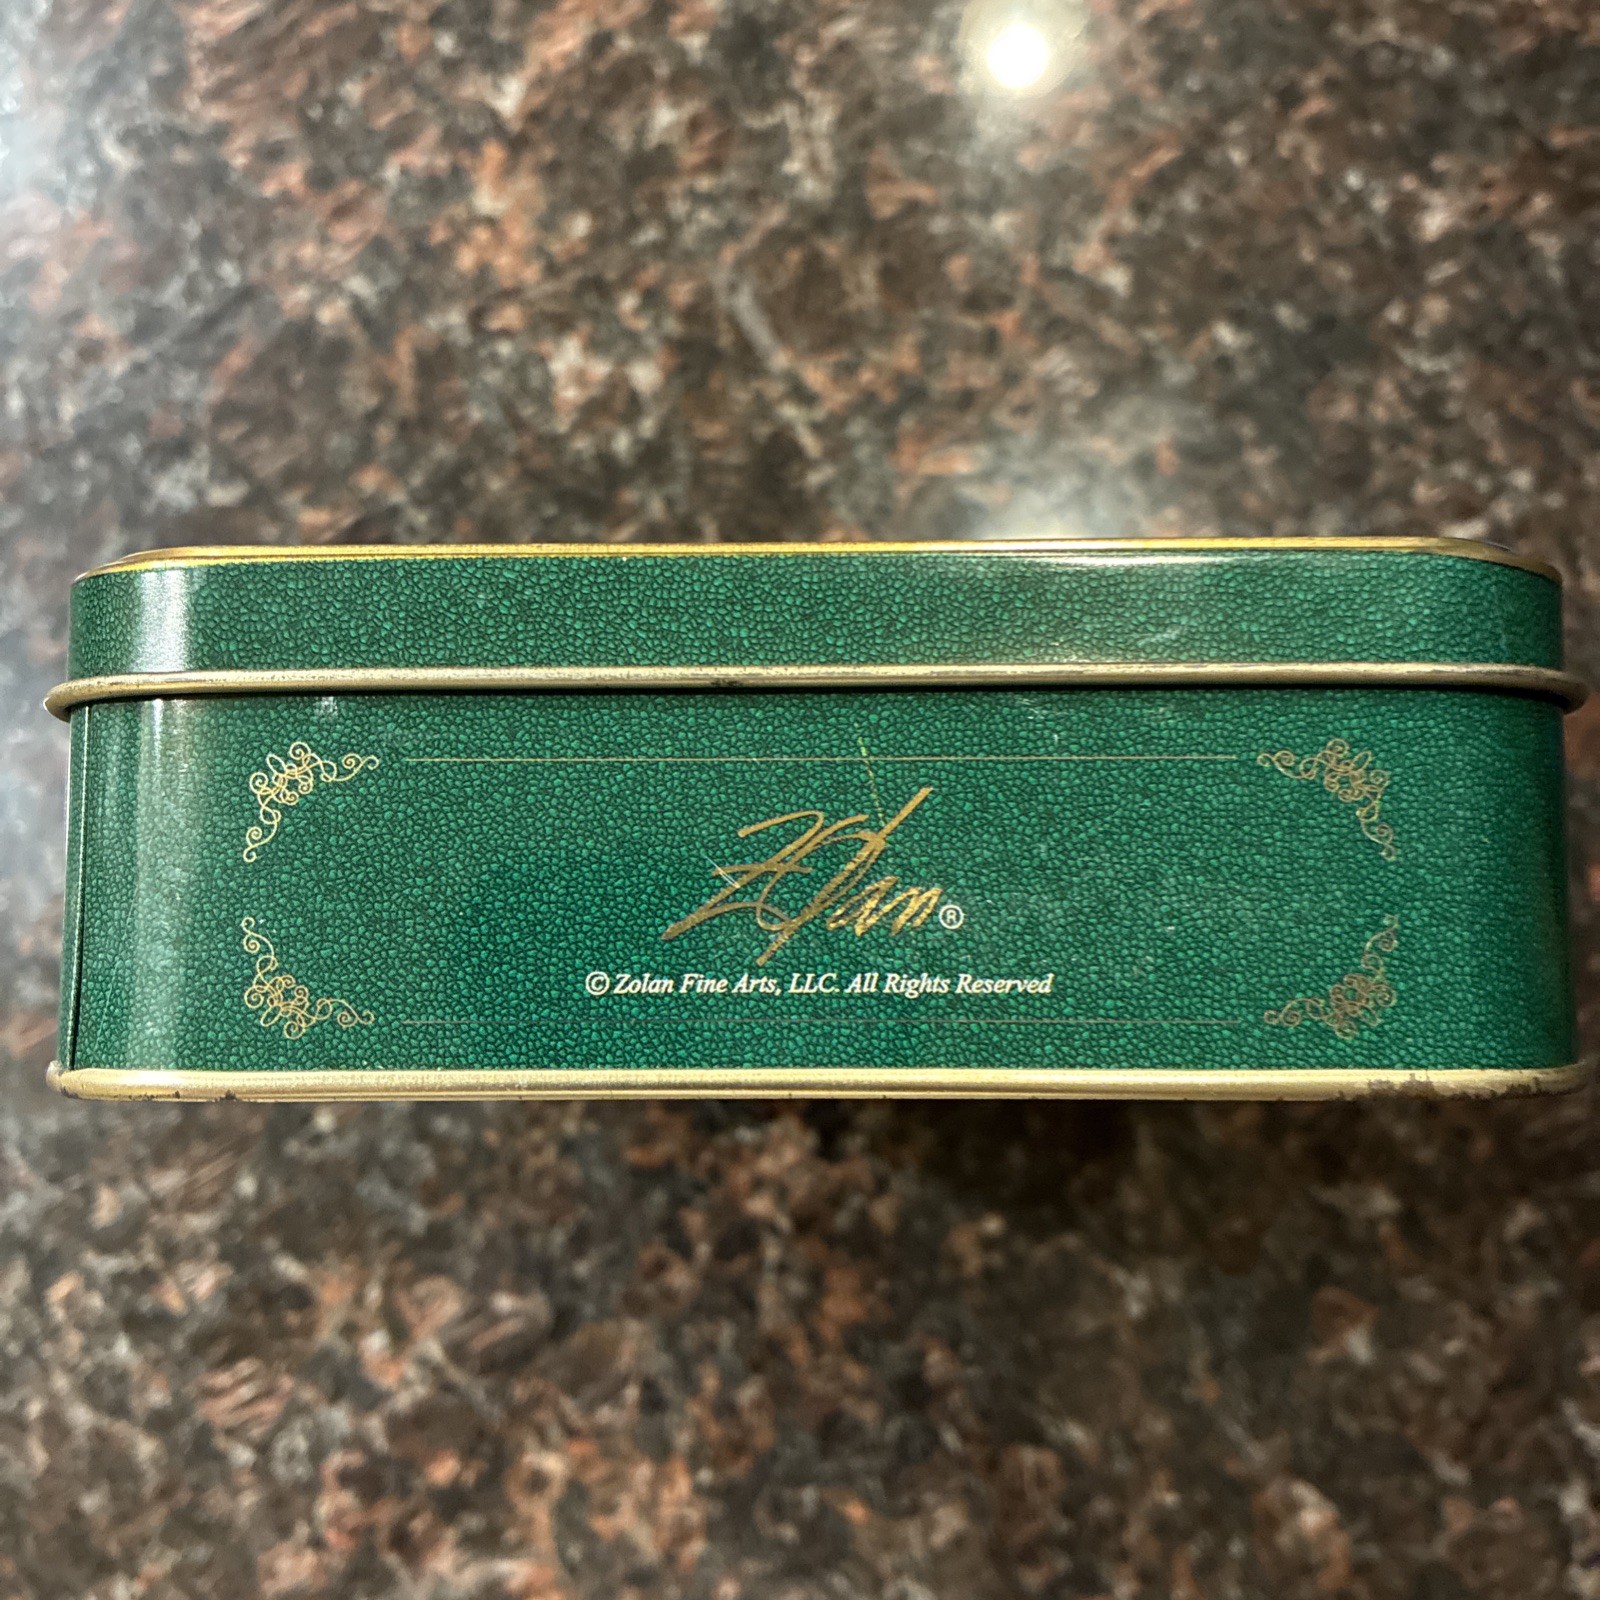 Zolan®
© Zolan Fine Arts, LLC. All Rights Reserved